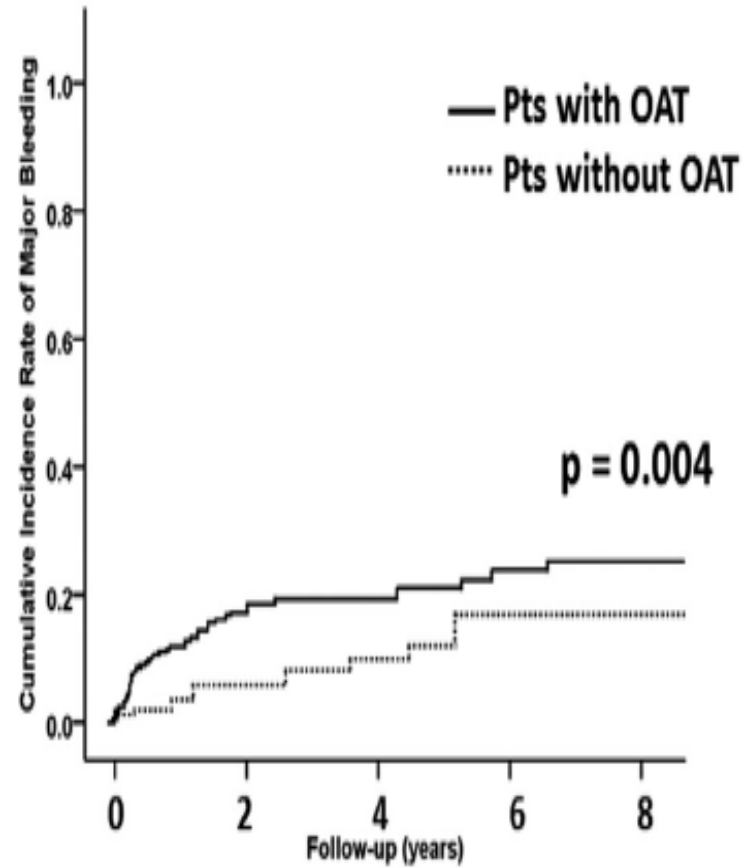 Cumulative Incidence Rate of Major Bleeding
1.0
0.8
0.6
0.4
0.2
0.0
Pts with OAT
Pts without OAT
p = 0.004
0 2 4 6 8
Follow-up (years)